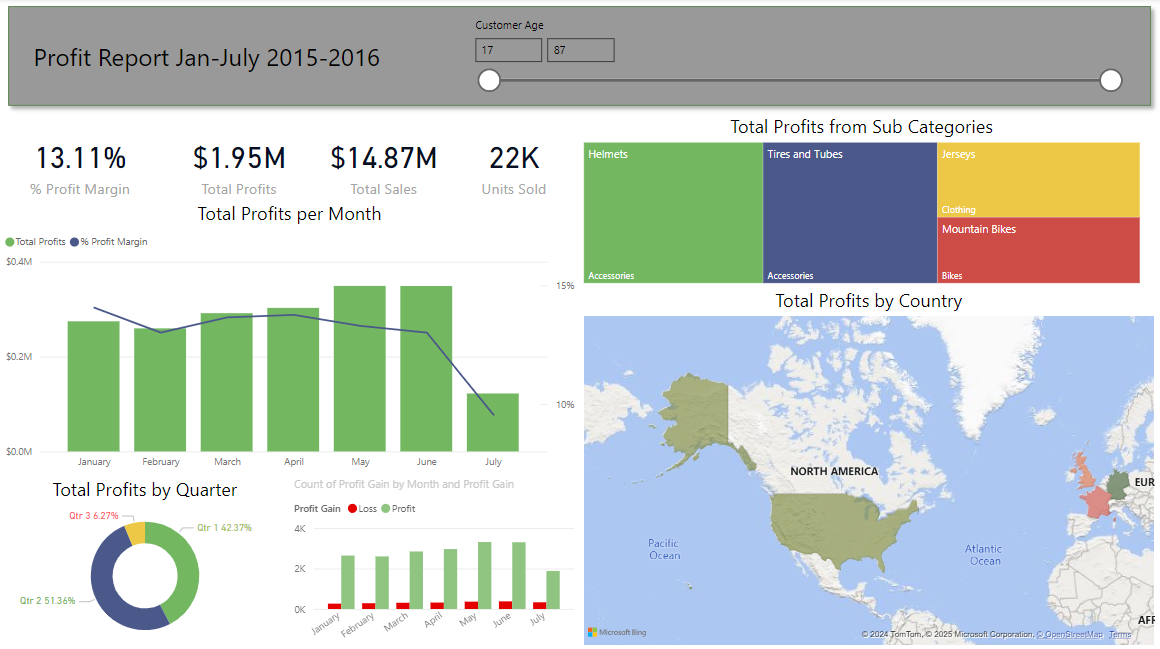 Customer Age
17 87
Profit Report Jan-July 2015-2016
13.11% $1.95M $14.87M 22K
% Profit Margin Total Profits Total Sales Units Sold
Total Profits per Month
Total Profits % Profit Margin
$0.4M
15%
$0.2M
10%
$0.0M
January February March April May June July
Total Profits by Quarter
Qtr 3 6.27%
Qtr 1 42.37%
Qtr 2 51.36%
Count of Profit Gain by Month and Profit Gain
Profit Gain Loss Profit
4K
2K
0K
January February March April May June July
Total Profits from Sub Categories
Helmets Tires and Tubes Jerseys
Clothing
Mountain Bikes
Accessories Accessories Bikes
Total Profits by Country
NORTH AMERICA
EUR
Pacific
Ocean
Atlantic
Ocean
AFR
Microsoft Bing
© 2024 TomTom, © 2025 Microsoft Corporation, © OpenStreetMap Terms